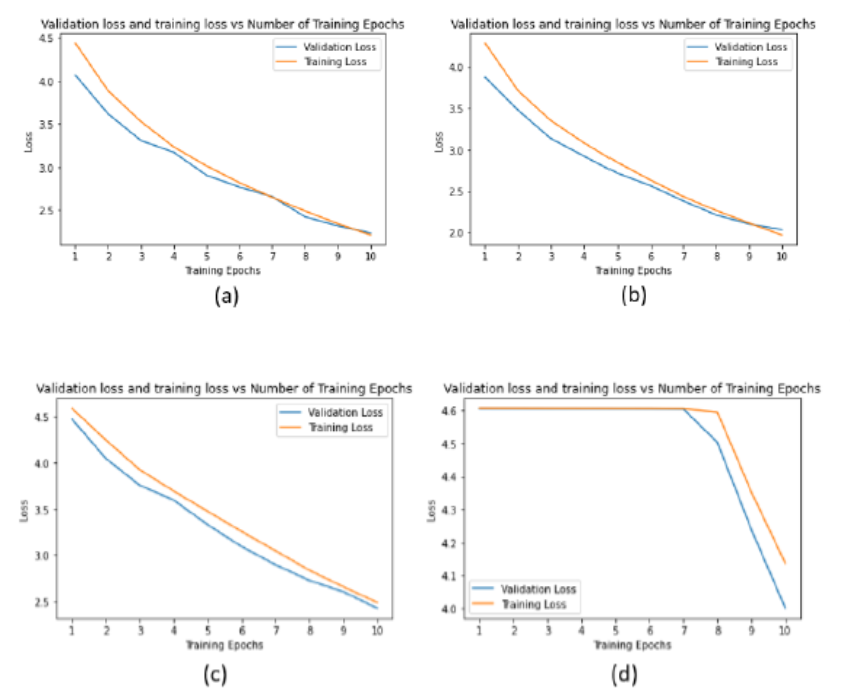 Validation loss and training loss vs Number of Training Epochs
4.5
4.0
3.5
3.0
2.5
Loss
Validation Loss
Training Loss
1 2 3 4 5 6 7 8 9 10
Training Epochs
(a)
Validation loss and training loss vs Number of Training Epochs
4.0
3.5
3.0
2.5
2.0
Loss
Validation Loss
Training Loss
1 2 3 4 5 6 7 8 9 10
Training Epochs
(b)
Validation loss and training loss vs Number of Training Epochs
4.5
4.0
3.5
3.0
2.5
Loss
Validation Loss
Training Loss
1 2 3 4 5 6 7 8 9 10
Training Epochs
(c)
Validation loss and training loss vs Number of Training Epochs
4.6
4.5
4.4
4.3
4.2
4.1
4.0
Loss
Validation Loss
Training Loss
1 2 3 4 5 6 7 8 9 10
Training Epochs
(d)